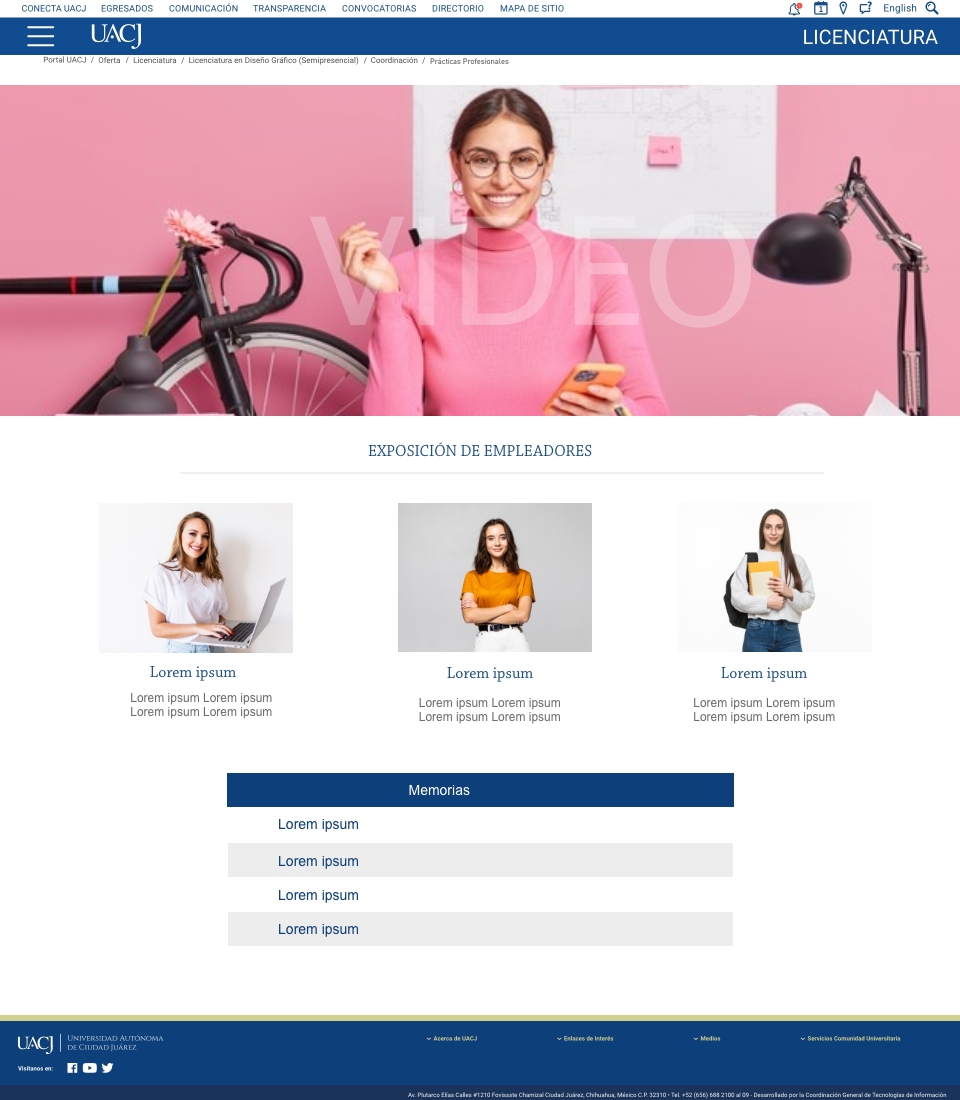 CONECTA UACJ EGRESADOS COMUNICACIÓN TRANSPARENCIA CONVOCATORIAS DIRECTORIO MAPA DE SITIO 1 English
UACJ LICENCIATURA
Portal UACJ / Oferta / Licenciatura / Licenciatura en Diseño Gráfico (Semipresencial) / Coordinación / Prácticas Profesionales
VIDEO
EXPOSICIÓN DE EMPLEADORES
Lorem ipsum
Lorem ipsum Lorem ipsum
Lorem ipsum Lorem ipsum
Lorem ipsum
Lorem ipsum Lorem ipsum
Lorem ipsum Lorem ipsum
Lorem ipsum
Lorem ipsum Lorem ipsum
Lorem ipsum Lorem ipsum
Memorias
Lorem ipsum
Lorem ipsum
Lorem ipsum
Lorem ipsum
UACJ
UNIVERSIDAD AUTÓNOMA
DE CIUDAD JUÁREZ
Acerca de UACJ Enlaces de Interés Medios Servicios Comunidad Universitaria
Visítanos en:
Av. Plutarco Elías Calles #1210 Fovissste Chamizal Ciudad Juárez, Chihuahua, México C.P. 32310 • Tel. +52 (656) 688 2100 al 09 - Desarrollado por la Coordinación General de Tecnologías de Información